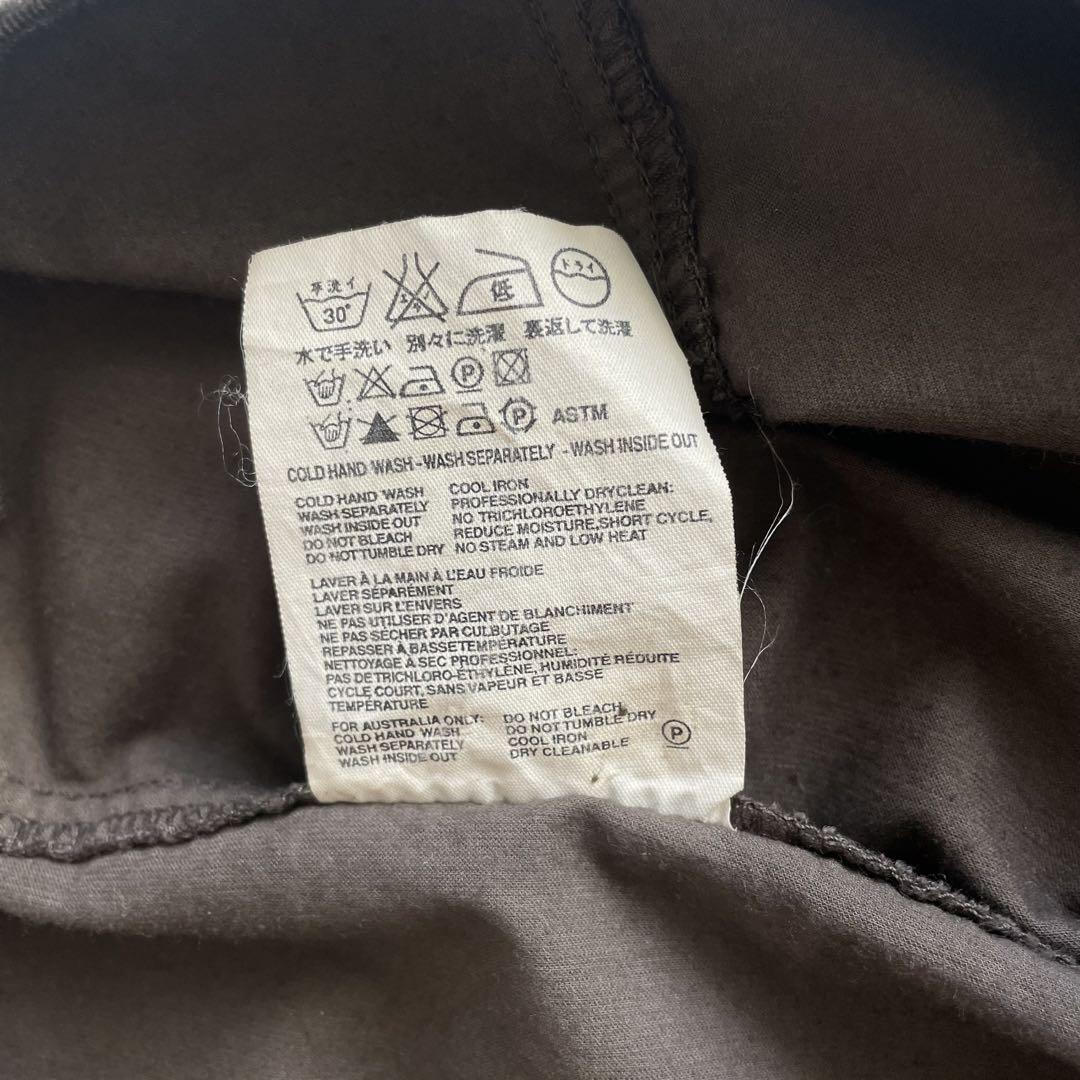 手洗イ
30°
エンソ
低
ドライ
水で手洗い 別々に洗濯 裏返して洗濯
P
P ASTM
COLD HAND WASH - WASH SEPARATELY - WASH INSIDE OUT
COLD HAND WASH
WASH SEPARATELY
WASH INSIDE OUT
DO NOT BLEACH
DO NOT TUMBLE DRY
COOL IRON
PROFESSIONALLY DRYCLEAN:
NO TRICHLOROETHYLENE
REDUCE MOISTURE, SHORT CYCLE,
NO STEAM AND LOW HEAT
LAVER À LA MAIN À L'EAU FROIDE
LAVER SÉPARÉMENT
LAVER SUR L'ENVERS
NE PAS UTILISER D'AGENT DE BLANCHIMENT
NE PAS SÉCHER PAR CULBUTAGE
REPASSER À BASSE TEMPÉRATURE
NETTOYAGE À SEC PROFESSIONNEL:
PAS DE TRICHLORO-ÉTHYLÈNE, HUMIDITÉ RÉDUITE
CYCLE COURT, SANS VAPEUR ET BASSE
TEMPÉRATURE
FOR AUSTRALIA ONLY:
COLD HAND WASH
WASH SEPARATELY
WASH INSIDE OUT
DO NOT BLEACH
DO NOT TUMBLE DRY
COOL IRON
DRY CLEANABLE
P